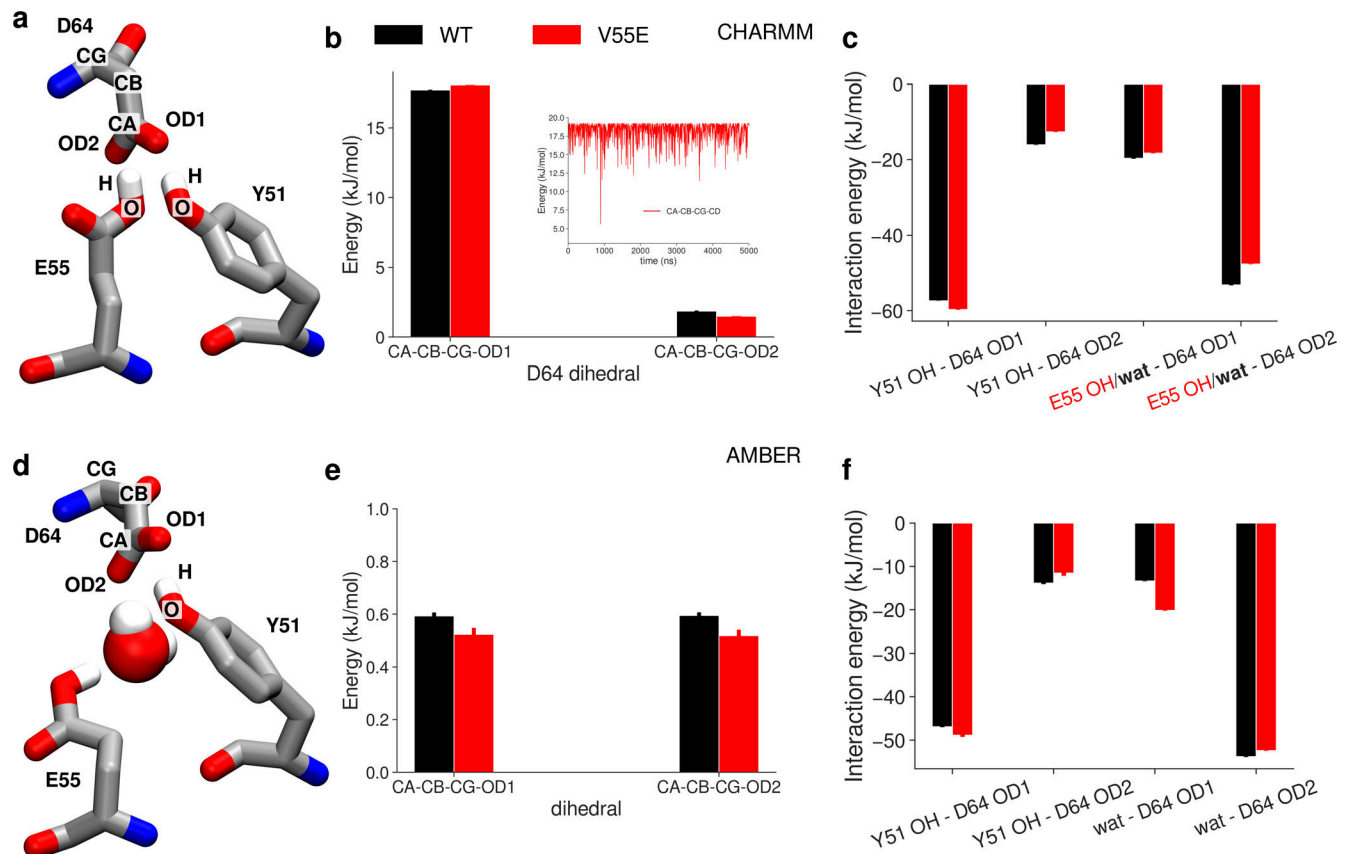 a
D64
CG
CB
CA
OD1
OD2
H
H
O
O
Y51
E55
b
WT
V55E
CHARMM
Energy (kJ/mol)
15
10
5
0
CA-CB-CG-OD1
CA-CB-CG-OD2
D64 dihedral
Energy (kJ/mol)
20.0
17.5
15.0
12.5
10.0
7.5
5.0
CA-CB-CG-CD
0 1000 2000 3000 4000 5000
time (ns)
c
Interaction energy (kJ/mol)
0
−20
−40
−60
Y51 OH - D64 OD1
Y51 OH - D64 OD2
E55 OH/wat - D64 OD1
E55 OH/wat - D64 OD2
d
CG
CB
D64
OD1
CA
OD2
H
O
Y51
E55
e
AMBER
Energy (kJ/mol)
1.0
0.8
0.6
0.4
0.2
0.0
CA-CB-CG-OD1
CA-CB-CG-OD2
dihedral
f
Interaction energy (kJ/mol)
0
−10
−20
−30
−40
−50
Y51 OH - D64 OD1
Y51 OH - D64 OD2
wat - D64 OD1
wat - D64 OD2